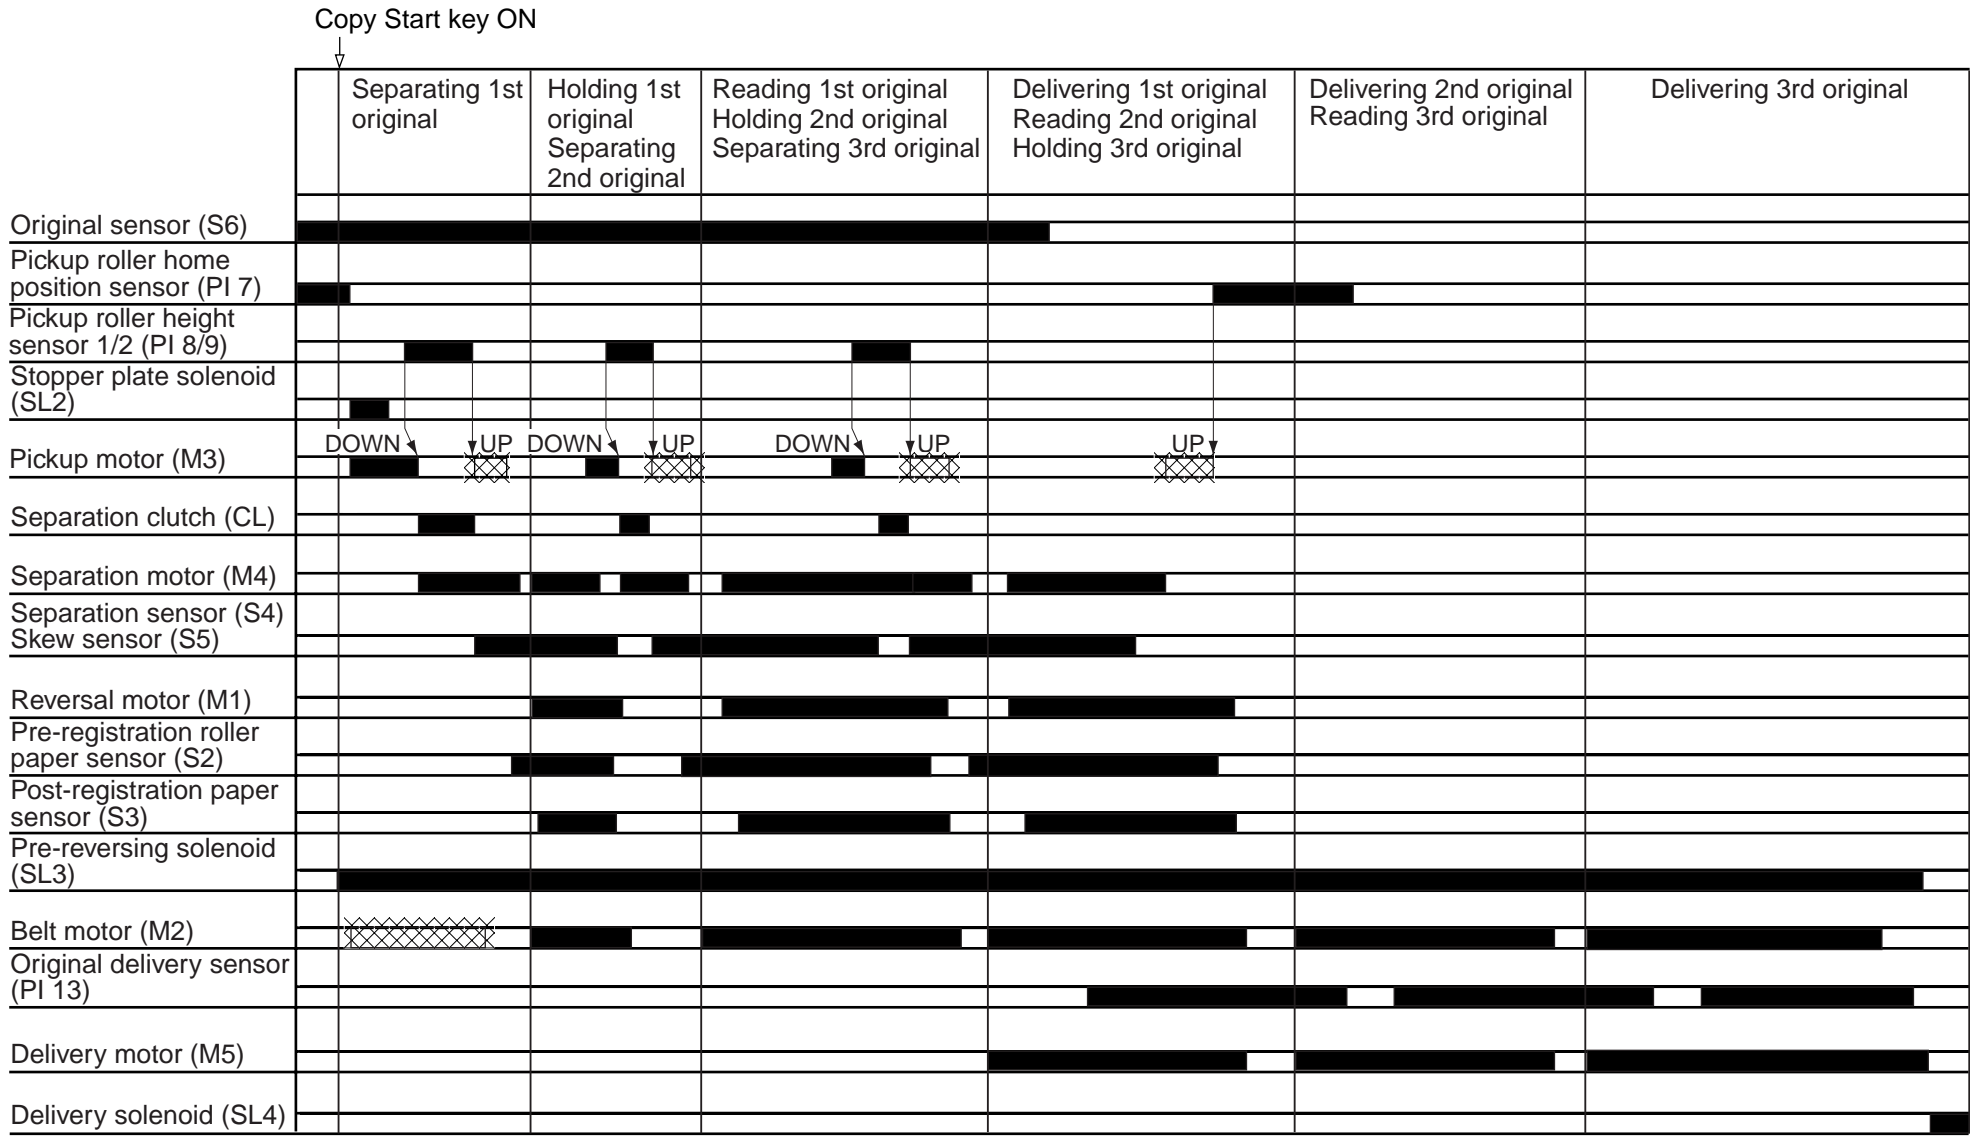 Copy Start key ON
Separating 1st
original
Holding 1st
original
Separating
2nd original
Reading 1st original
Holding 2nd original
Separating 3rd original
Delivering 1st original
Reading 2nd original
Holding 3rd original
Delivering 2nd original
Reading 3rd original
Delivering 3rd original
Original sensor (S6)
Pickup roller home
position sensor (PI 7)
Pickup roller height
sensor 1/2 (PI 8/9)
Stopper plate solenoid
(SL2)
Pickup motor (M3)
DOWN UP DOWN UP DOWN UP UP
Separation clutch (CL)
Separation motor (M4)
Separation sensor (S4)
Skew sensor (S5)
Reversal motor (M1)
Pre-registration roller
paper sensor (S2)
Post-registration paper
sensor (S3)
Pre-reversing solenoid
(SL3)
Belt motor (M2)
Original delivery sensor
(PI 13)
Delivery motor (M5)
Delivery solenoid (SL4)